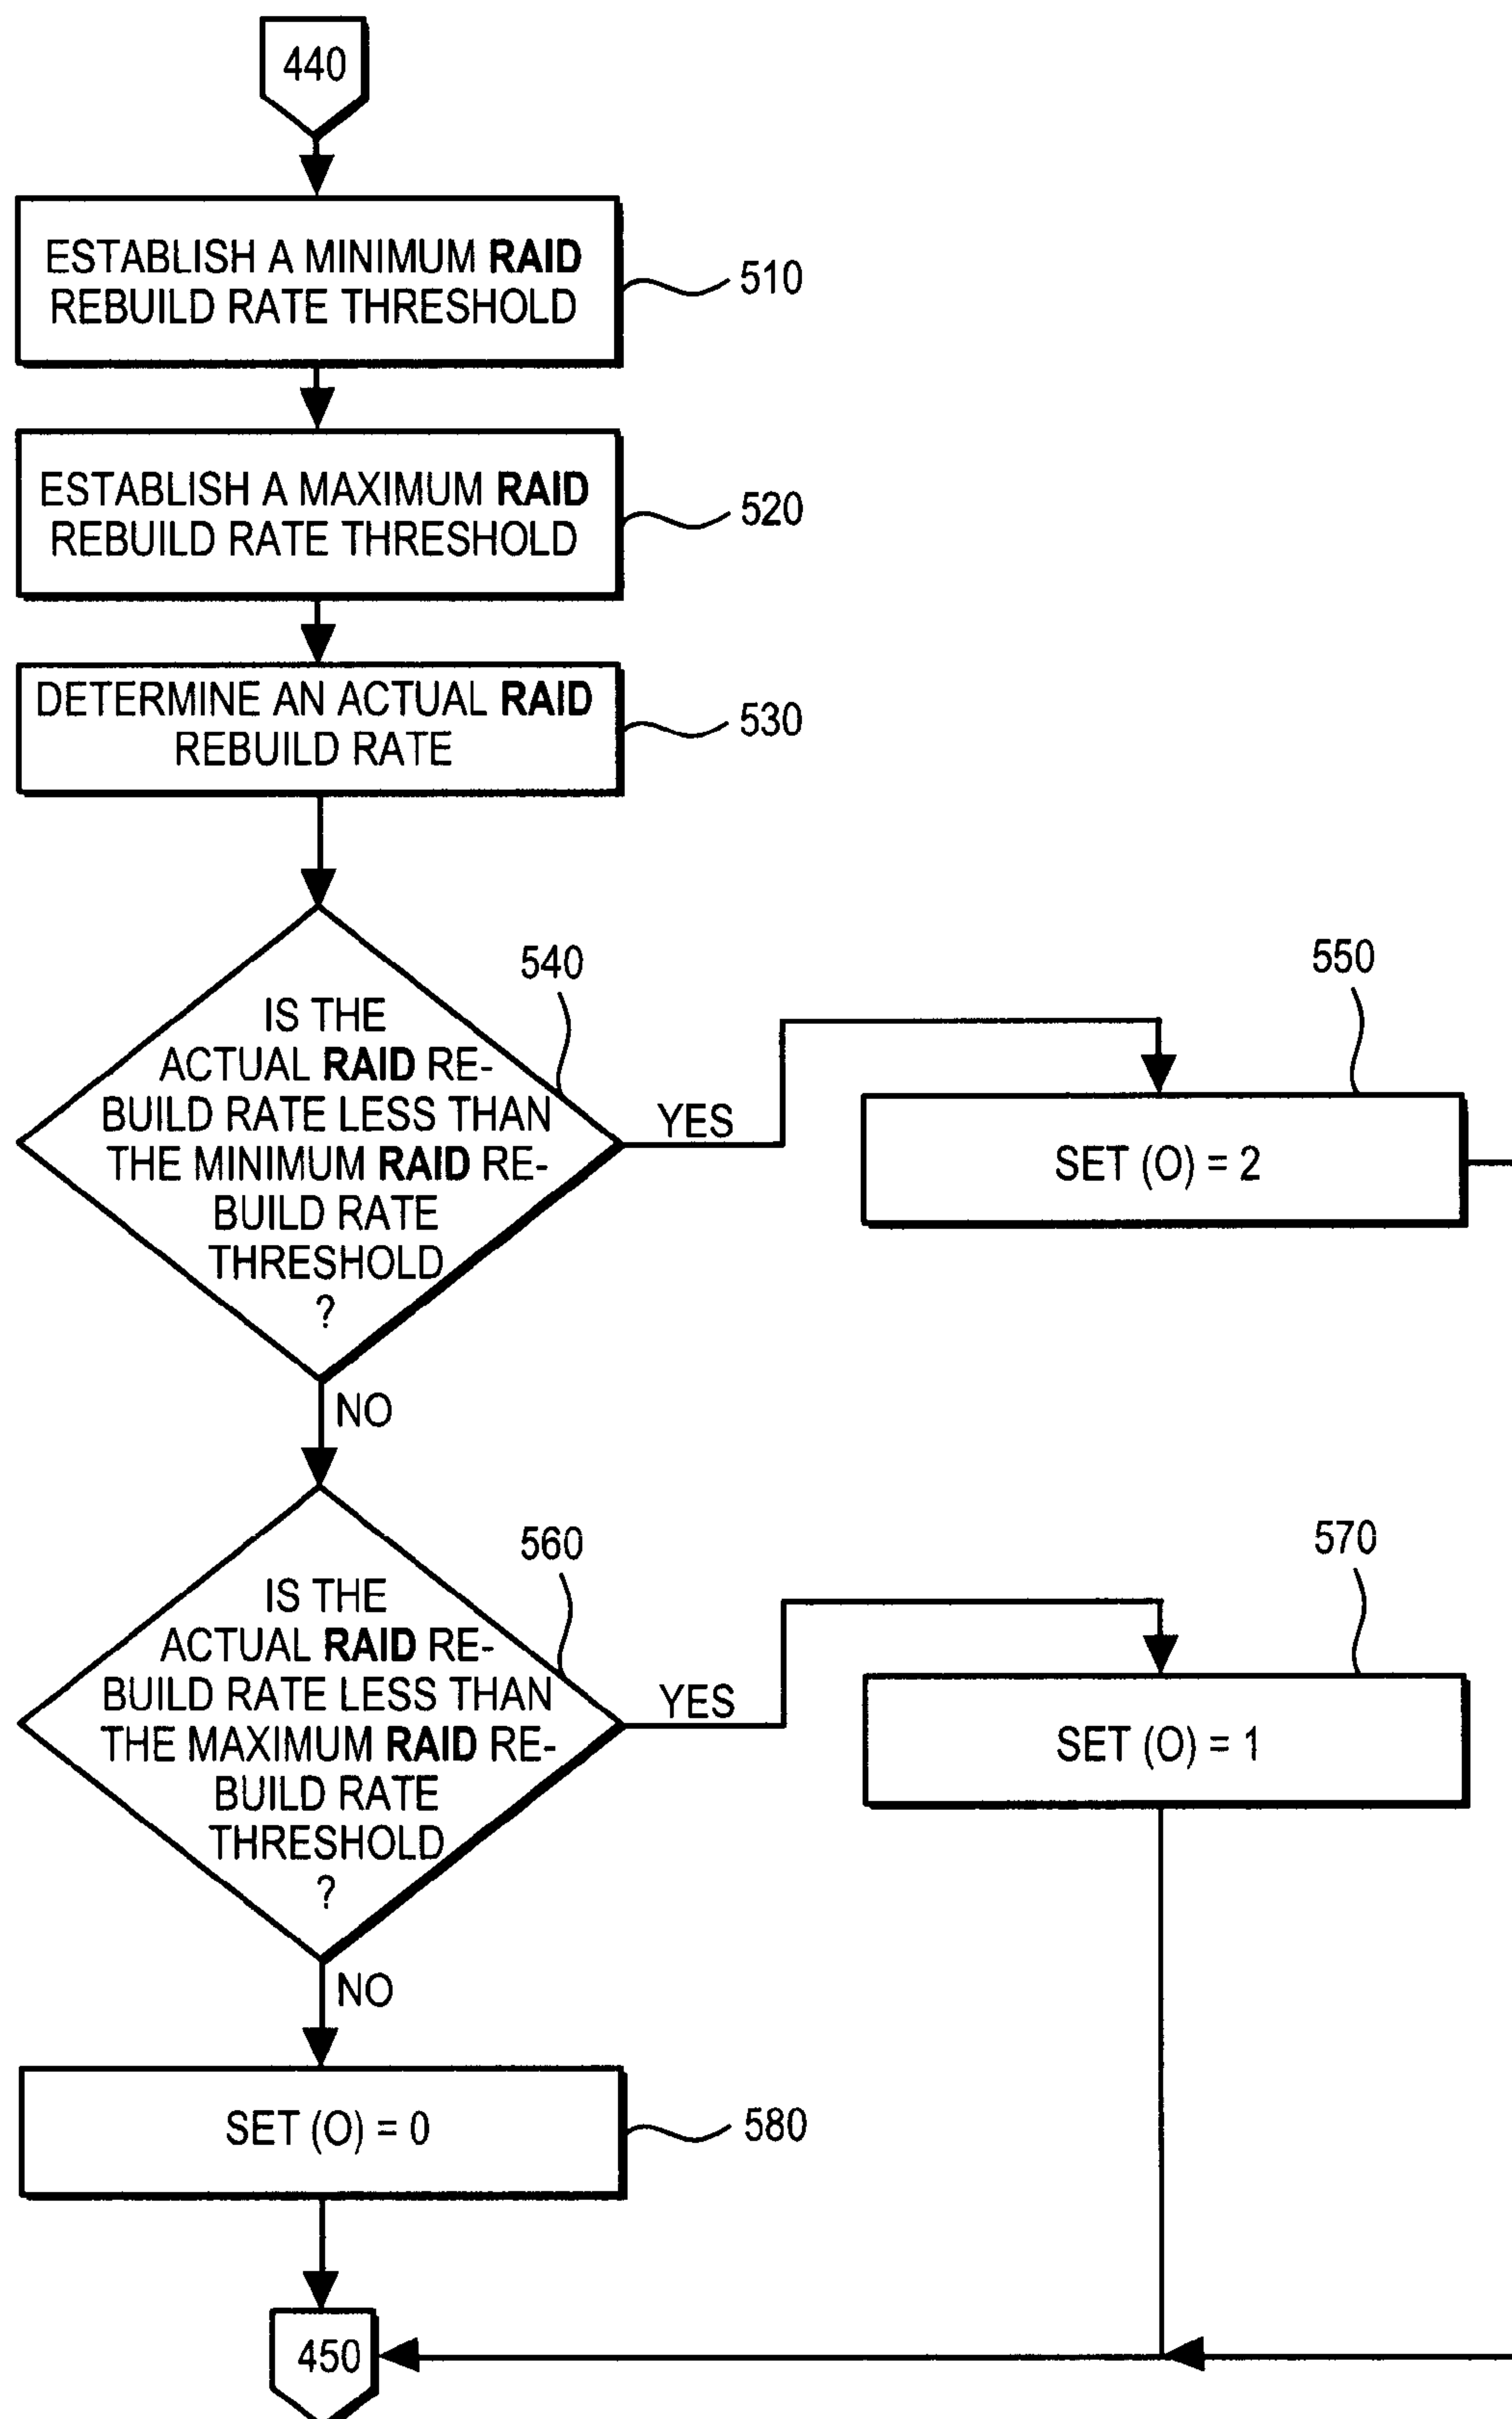 440
ESTABLISH A MINIMUM RAID
REBUILD RATE THRESHOLD
510
ESTABLISH A MAXIMUM RAID
REBUILD RATE THRESHOLD
520
DETERMINE AN ACTUAL RAID
REBUILD RATE
530
540
IS THE
ACTUAL RAID RE-
BUILD RATE LESS THAN
THE MINIMUM RAID RE-
BUILD RATE
THRESHOLD
?
YES
550
SET (O) = 2
NO
560
IS THE
ACTUAL RAID RE-
BUILD RATE LESS THAN
THE MAXIMUM RAID RE-
BUILD RATE
THRESHOLD
?
YES
570
SET (O) = 1
NO
SET (O) = 0
580
450